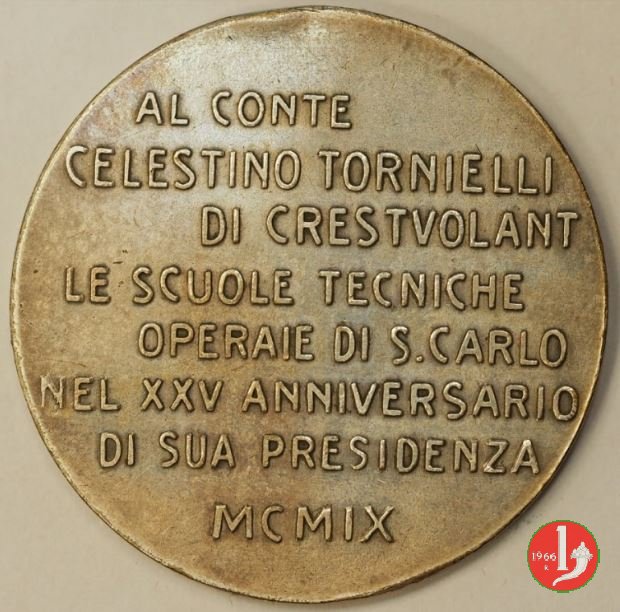 AL CONTE
CELESTINO TORNIELLI
DI CRESTVOLANT
LE SCUOLE TECNICHE
OPERAIE DI S. CARLO
NEL XXV ANNIVERSARIO
DI SUA PRESIDENZA
MCMIX
1966
R